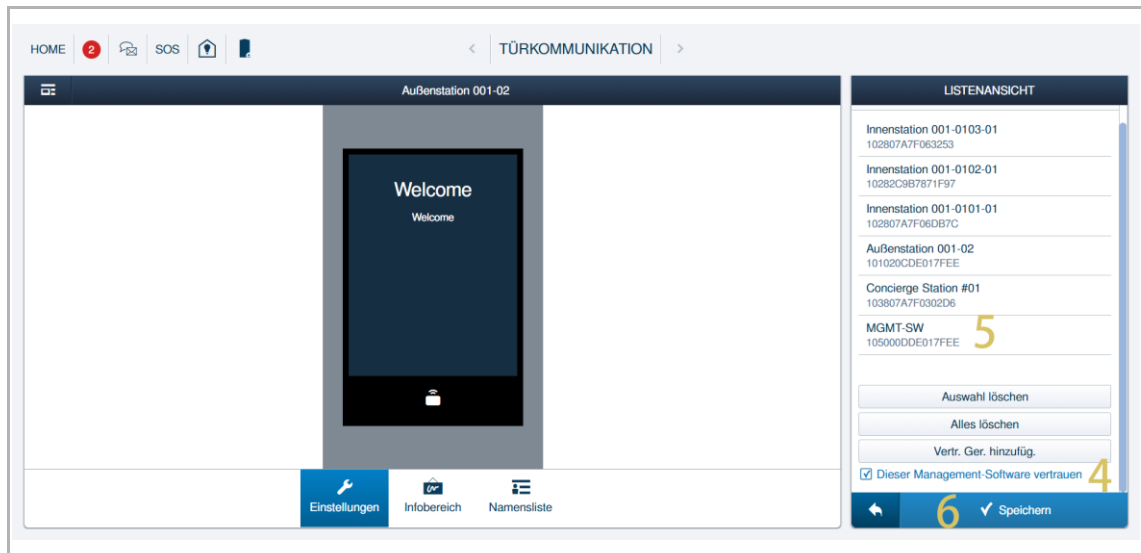 HOME 2 SOS < TÜRKOMMUNIKATION >
Außenstation 001-02
Welcome
Welcome
Einstellungen Infobereich Namensliste
LISTENANSICHT
Innenstation 001-0103-01
102807A7F063253
Innenstation 001-0102-01
10282C9B7871F97
Innenstation 001-0101-01
102807A7F06DB7C
Außenstation 001-02
101020CDE017FEE
Concierge Station #01
103807A7F0302D6
MGMT-SW
105000DDE017FEE 5
Auswahl löschen
Alles löschen
Vertr. Ger. hinzufüg.
Dieser Management-Software vertrauen 4
6 Speichern